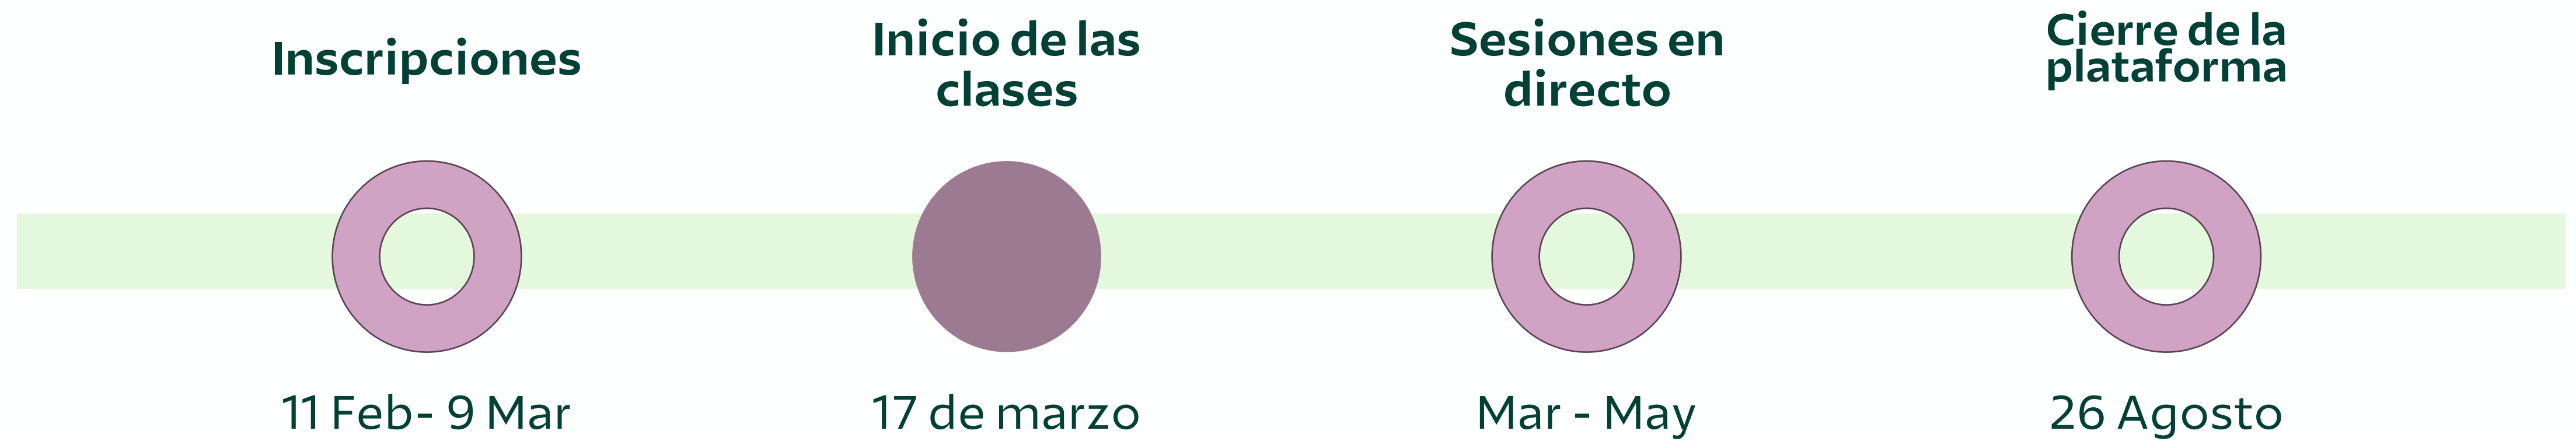 Inscripciones
Inicio de las
clases
Sesiones en
directo
Cierre de la
plataforma
11 Feb- 9 Mar
17 de marzo
Mar - May
26 Agosto